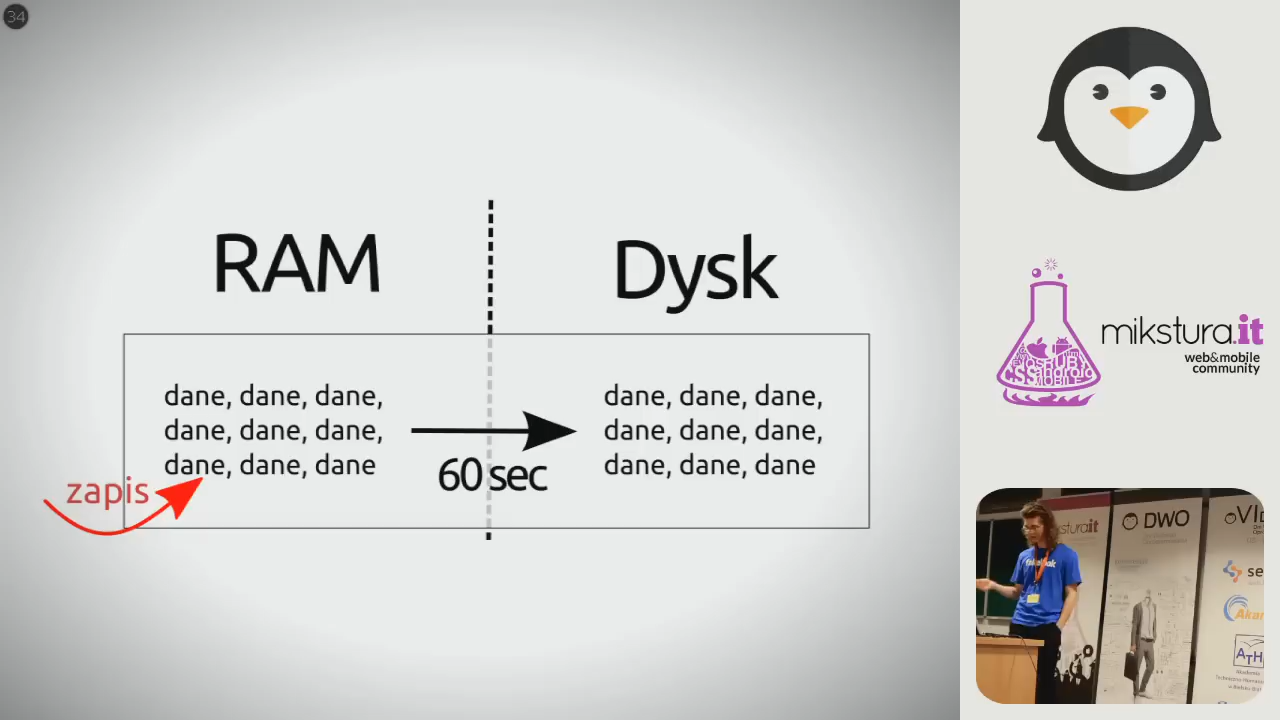 34
RAM
Dysk
dane, dane, dane,
dane, dane, dane,
dane, dane, dane
60 sec
dane, dane, dane,
dane, dane, dane,
dane, dane, dane
zapis
mikstura.it
web&mobile
community
DWO